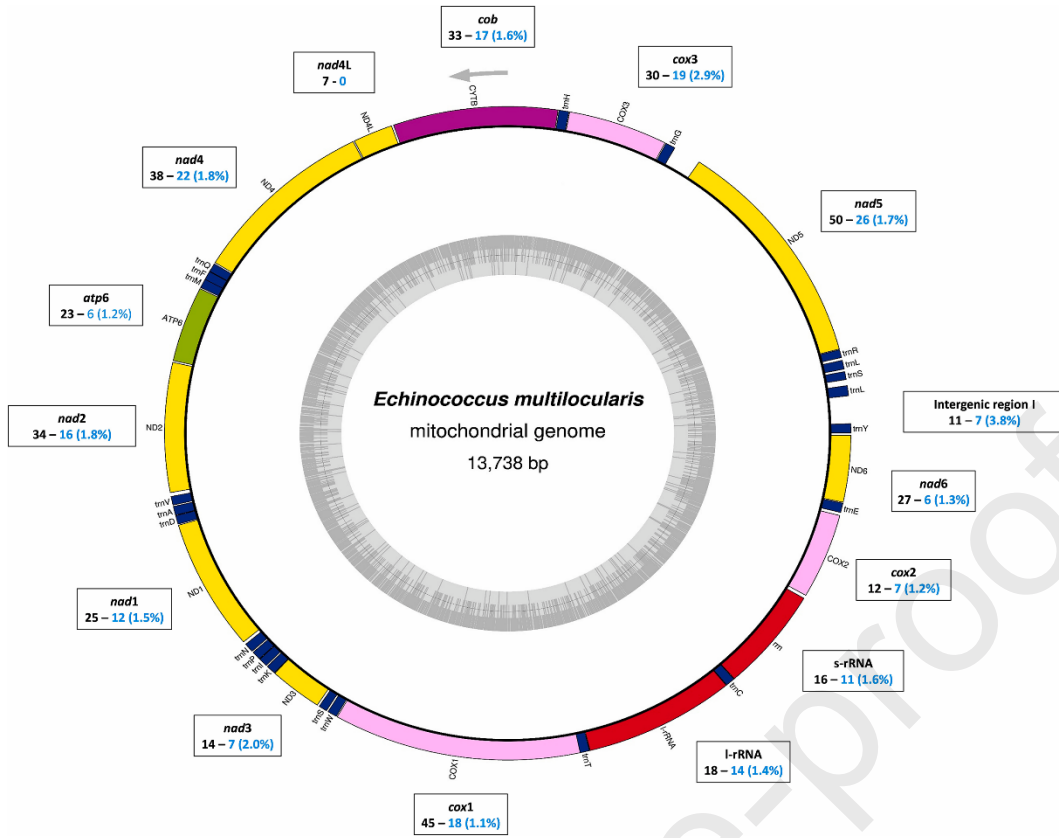 cob
33 – 17 (1.6%)
cox3
30 – 19 (2.9%)
nad4L
7 - 0
nad4
38 – 22 (1.8%)
nad5
50 – 26 (1.7%)
atp6
23 – 6 (1.2%)
nad2
34 – 16 (1.8%)
Intergenic region I
11 – 7 (3.8%)
nad6
27 – 6 (1.3%)
nad1
25 – 12 (1.5%)
cox2
12 – 7 (1.2%)
s-rRNA
16 – 11 (1.6%)
nad3
14 – 7 (2.0%)
l-rRNA
18 – 14 (1.4%)
cox1
45 – 18 (1.1%)
Echinococcus multilocularis
mitochondrial genome
13,738 bp
CYTB
trnH
COX3
trnG
ND5
trnR
trnL
trnS
trnL
trnY
ND6
trnE
COX2
rrn
trnC
l-rRNA
trnT
COX1
trnW
trnS
ND3
trnK
trnI
trnP
trnN
ND1
trnD
trnA
trnV
ND2
ATP6
trnM
trnF
trnQ
ND4
ND4L
e-proof